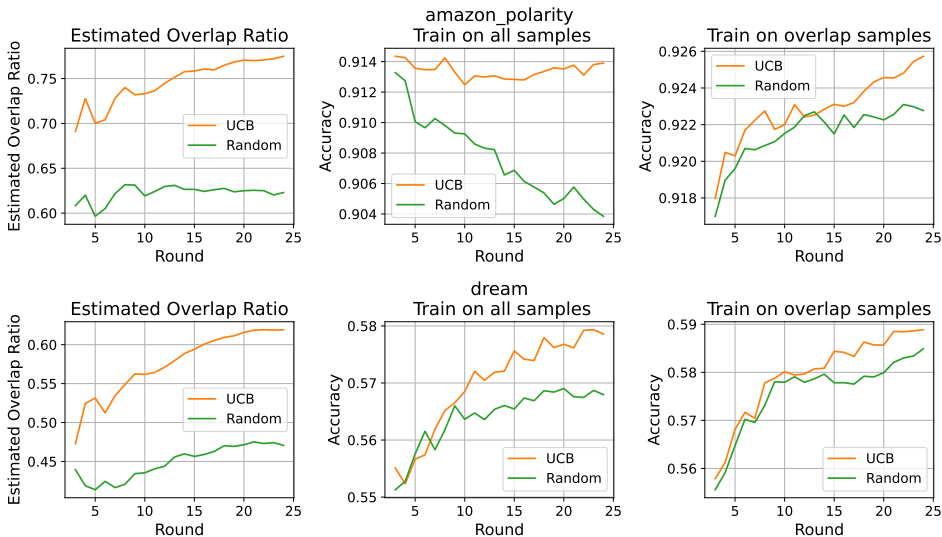 amazon_polarity
Estimated Overlap Ratio
Estimated Overlap Ratio
0.75
0.70
0.65
0.60
UCB
Random
5 10 15 20 25
Round
Train on all samples
Accuracy
0.914
0.912
0.910
0.908
0.906
0.904
UCB
Random
5 10 15 20 25
Round
Train on overlap samples
Accuracy
0.926
0.924
0.922
0.920
0.918
UCB
Random
5 10 15 20 25
Round
dream
Estimated Overlap Ratio
Estimated Overlap Ratio
0.60
0.55
0.50
0.45
UCB
Random
5 10 15 20 25
Round
Train on all samples
Accuracy
0.58
0.57
0.56
0.55
UCB
Random
5 10 15 20 25
Round
Train on overlap samples
Accuracy
0.59
0.58
0.57
0.56
UCB
Random
5 10 15 20 25
Round